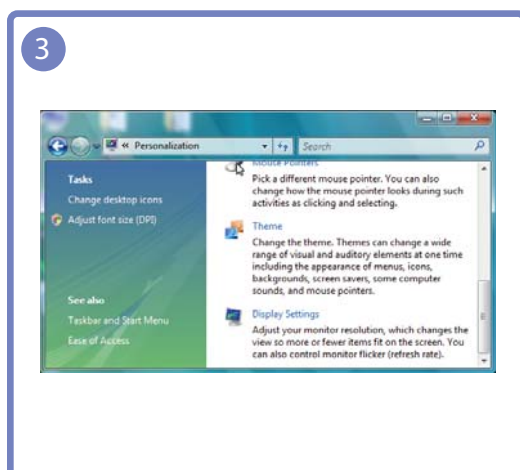 3
« Personalization
Search
Tasks
Change desktop icons
Adjust font size (DPI)
See also
Taskbar and Start Menu
Ease of Access
Mouse Pointers
Pick a different mouse pointer. You can also
change how the mouse pointer looks during such
activities as clicking and selecting.
Theme
Change the theme. Themes can change a wide
range of visual and auditory elements at one time
including the appearance of menus, icons,
backgrounds, screen savers, some computer
sounds, and mouse pointers.
Display Settings
Adjust your monitor resolution, which changes the
view so more or fewer items fit on the screen. You
can also control monitor flicker (refresh rate).